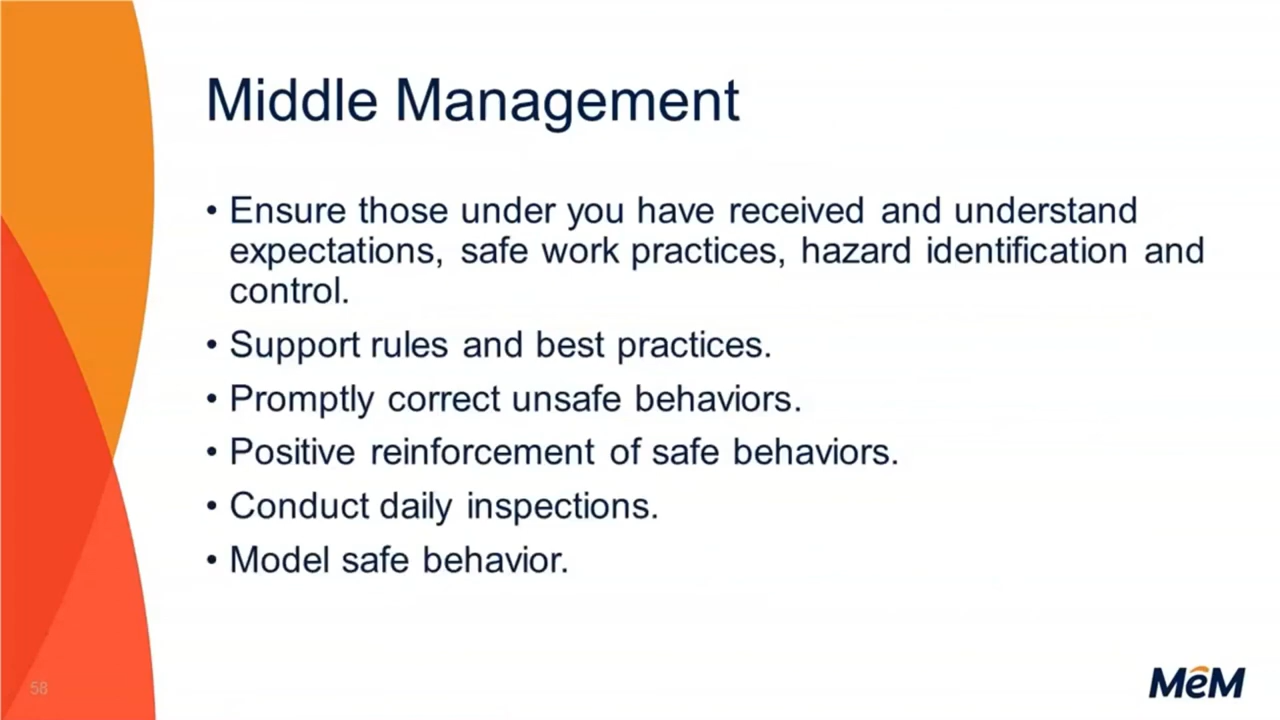 Middle Management
• Ensure those under you have received and understand
expectations, safe work practices, hazard identification and
control.
• Support rules and best practices.
• Promptly correct unsafe behaviors.
• Positive reinforcement of safe behaviors.
• Conduct daily inspections.
• Model safe behavior.
58
MeM